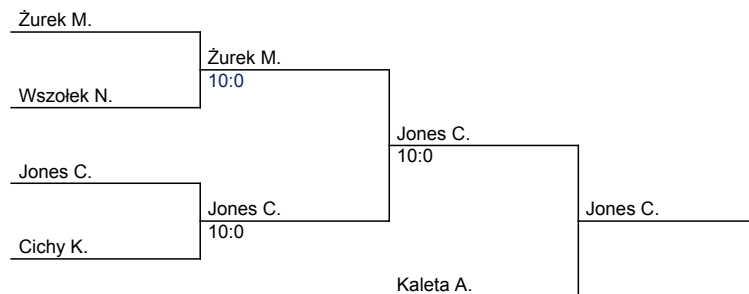 Żurek M.
Żurek M.
10:0
Wszołek N.
Jones C.
10:0
Jones C.
Jones C.
Jones C.
10:0
Cichy K.
Kaleta A.